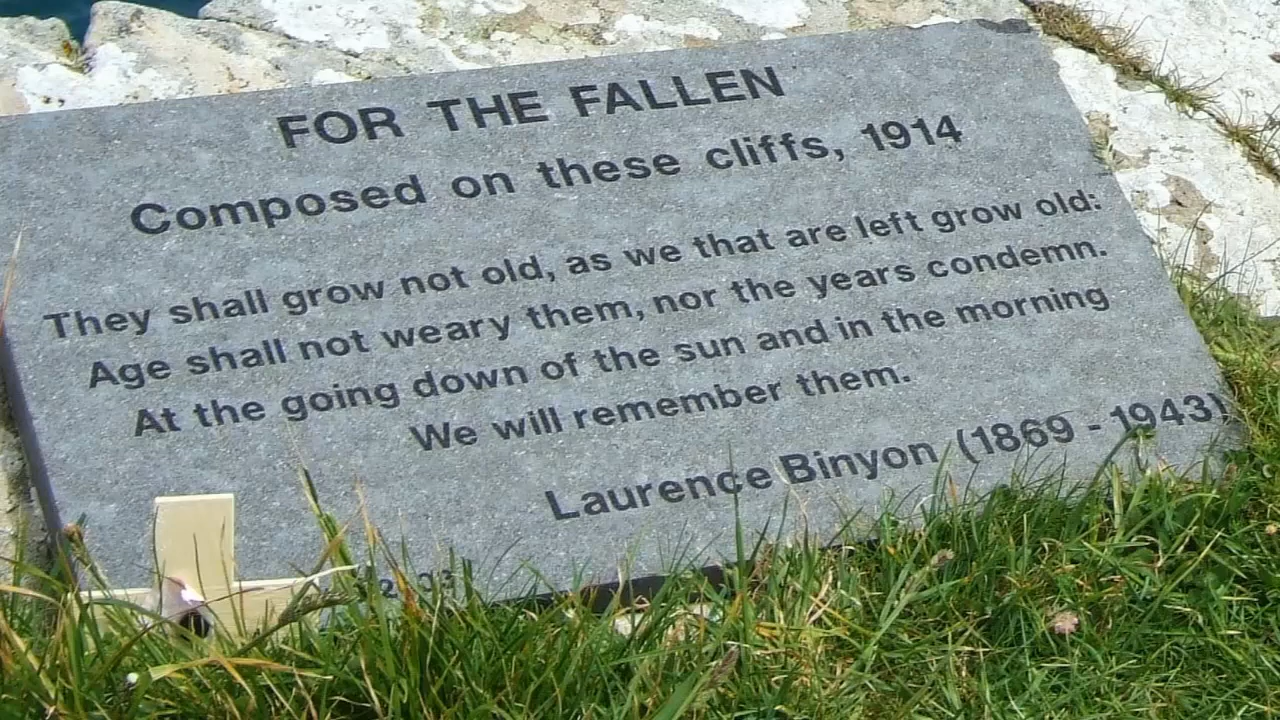 FOR THE FALLEN
Composed on these cliffs, 1914
They shall grow not old, as we that are left grow old:
Age shall not weary them, nor the years condemn.
At the going down of the sun and in the morning
We will remember them.
Laurence Binyon (1869 - 1943)